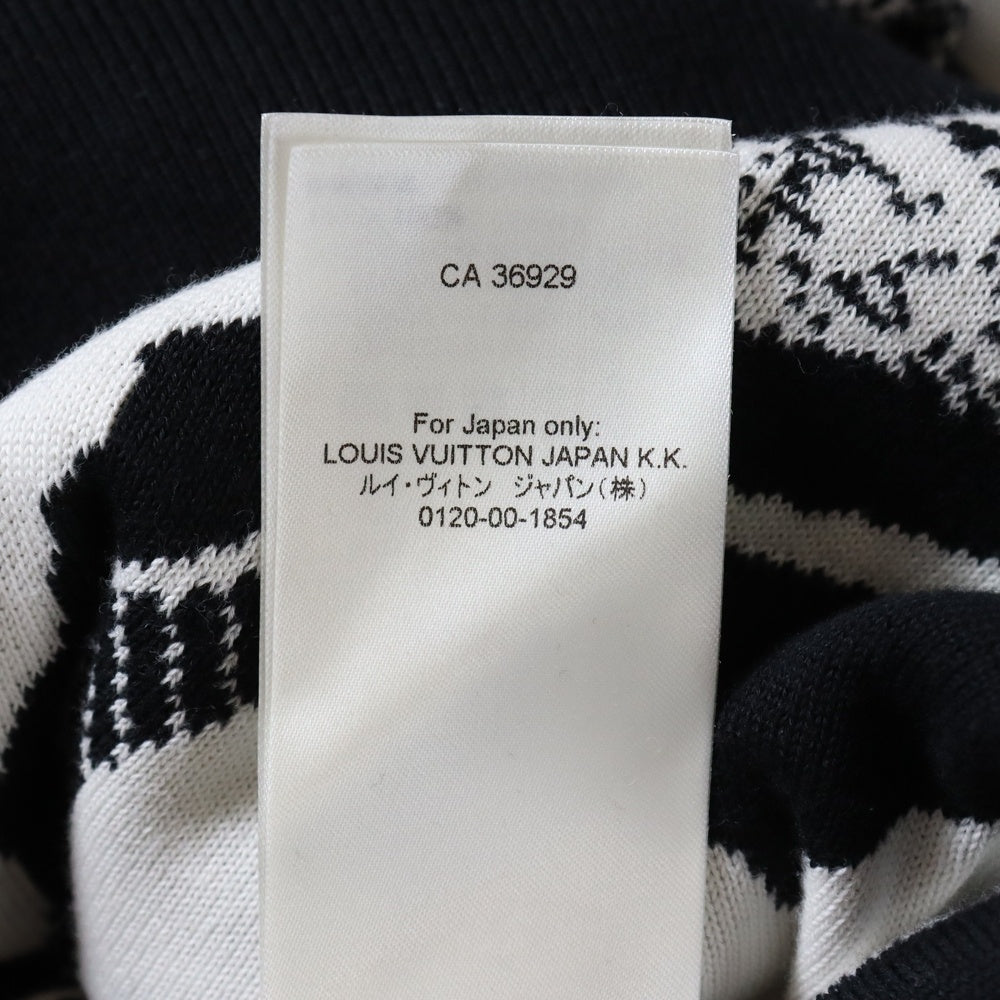 CA 36929
For Japan only:
LOUIS VUITTON JAPAN K.K.
ルイ・ヴィトン ジャパン(株)
0120-00-1854